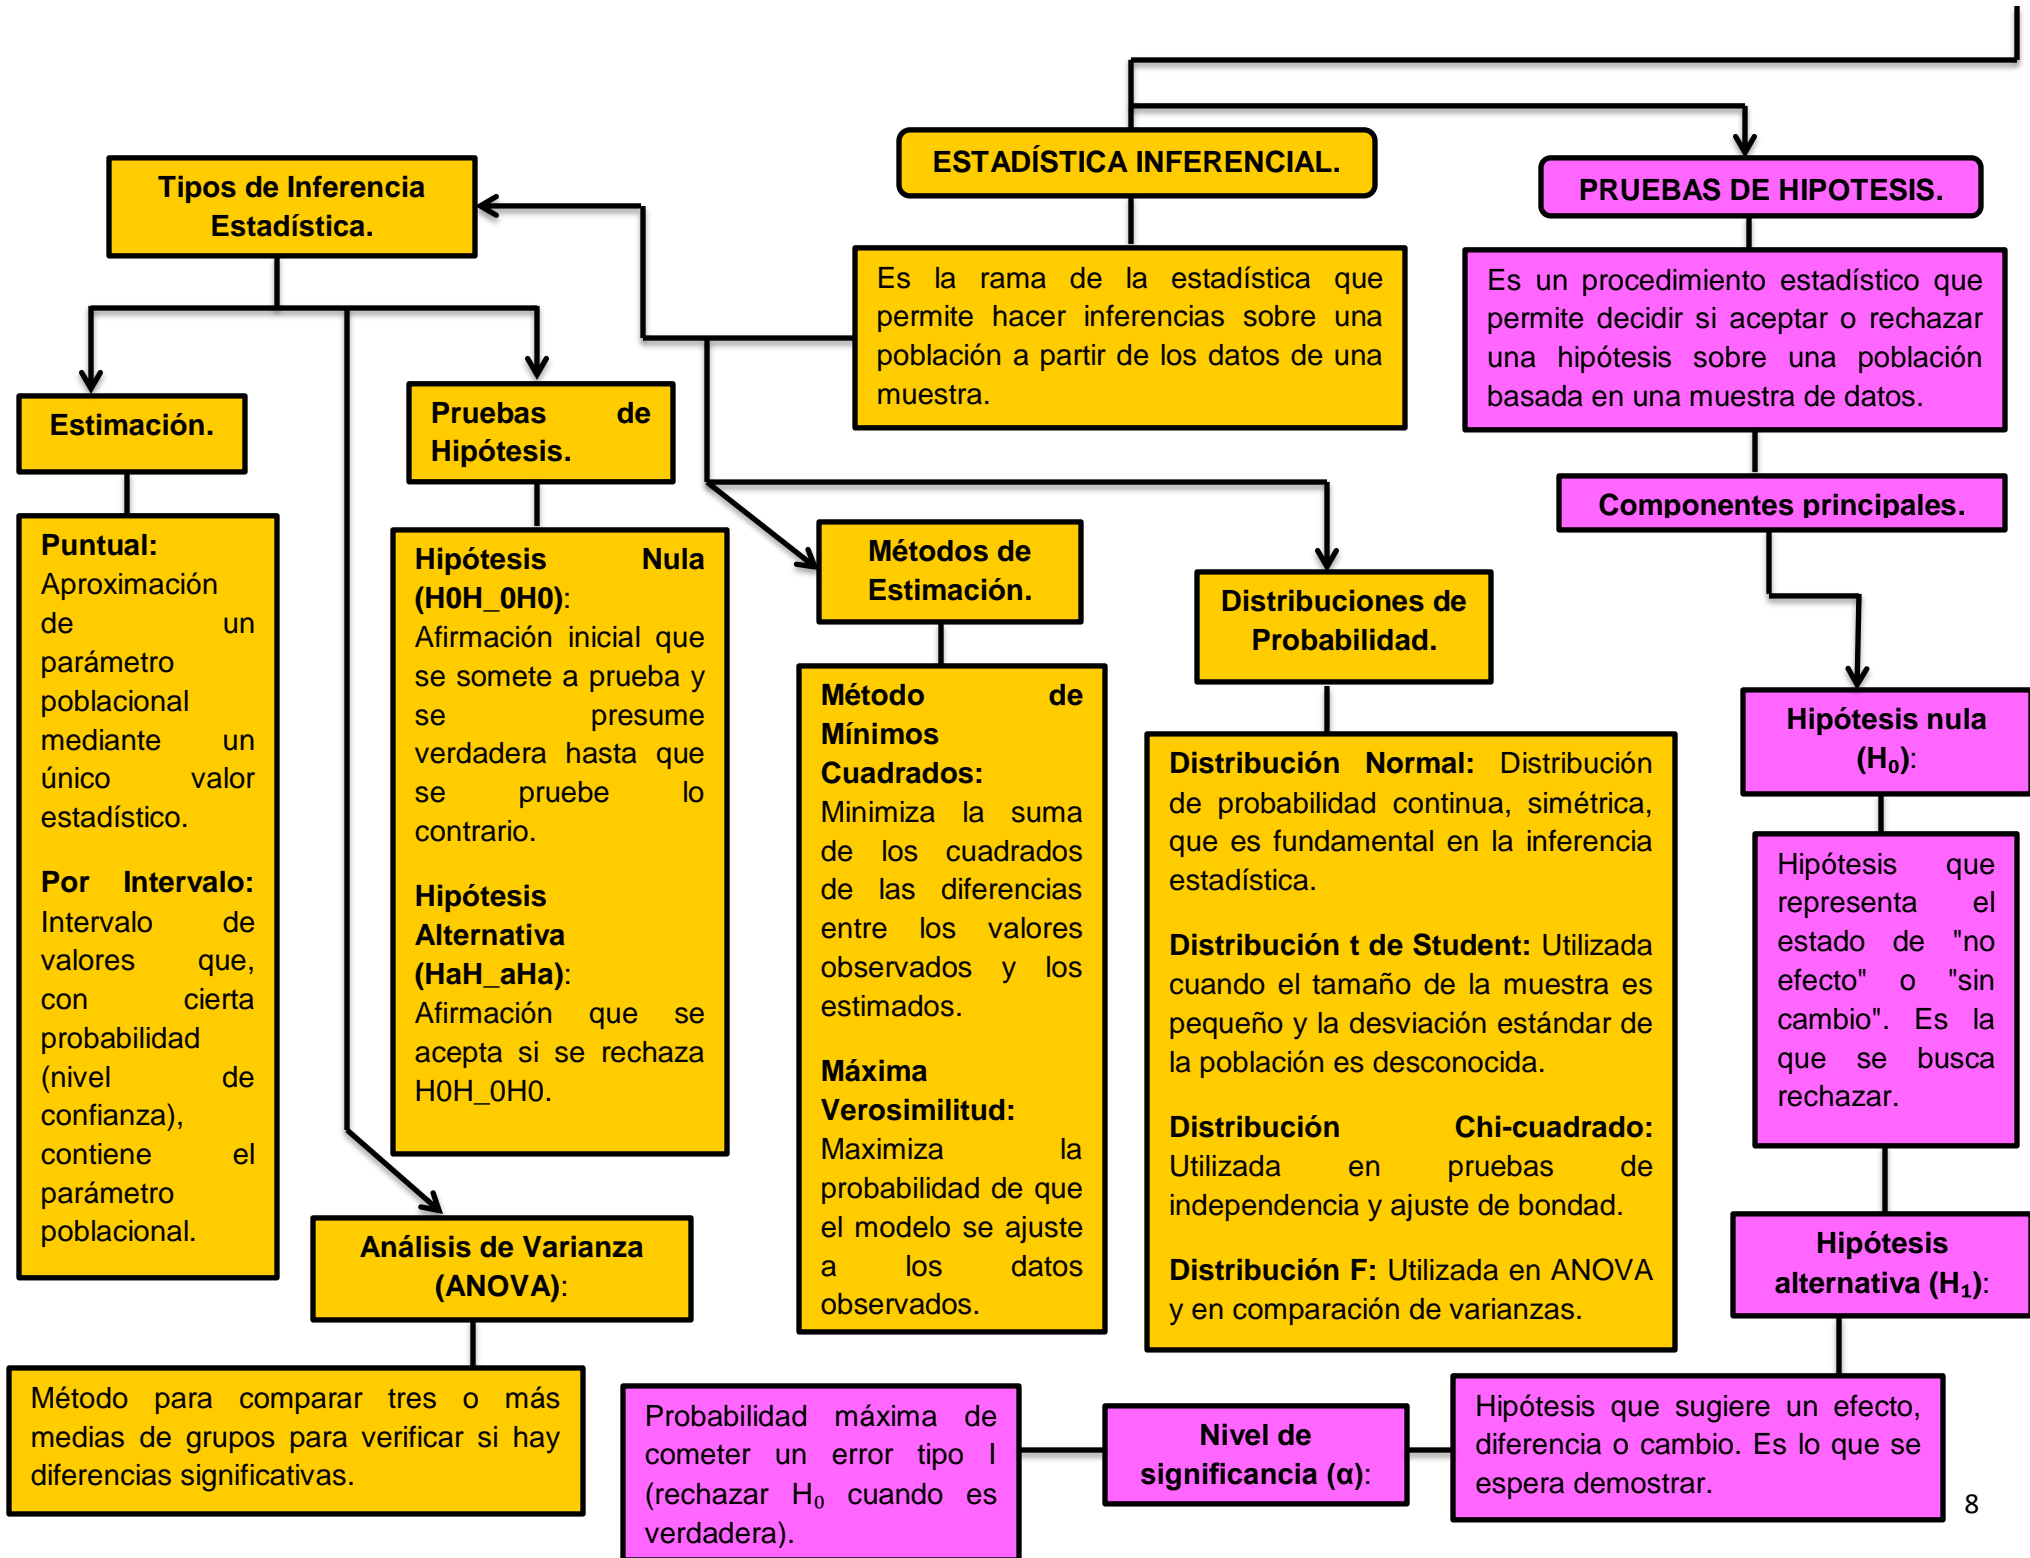 ESTADÍSTICA INFERENCIAL.
Es la rama de la estadística que
permite hacer inferencias sobre una
población a partir de los datos de una
muestra.
Tipos de Inferencia
Estadística.
Estimación.
Puntual:
Aproximación
de un
parámetro
poblacional
mediante un
único valor
estadístico.
Por Intervalo:
Intervalo de
valores que,
con cierta
probabilidad
(nivel de
confianza),
contiene el
parámetro
poblacional.
Pruebas de
Hipótesis.
Hipótesis Nula
(H0H_0H0):
Afirmación inicial que
se somete a prueba y
se presume
verdadera hasta que
se pruebe lo
contrario.
Hipótesis
Alternativa
(HaH_aHa):
Afirmación que se
acepta si se rechaza
H0H_0H0.
Análisis de Varianza
(ANOVA):
Método para comparar tres o más
medias de grupos para verificar si hay
diferencias significativas.
Métodos de
Estimación.
Método de
Mínimos
Cuadrados:
Minimiza la suma
de los cuadrados
de las diferencias
entre los valores
observados y los
estimados.
Máxima
Verosimilitud:
Maximiza la
probabilidad de que
el modelo se ajuste
a los datos
observados.
Distribuciones de
Probabilidad.
Distribución Normal: Distribución
de probabilidad continua, simétrica,
que es fundamental en la inferencia
estadística.
Distribución t de Student: Utilizada
cuando el tamaño de la muestra es
pequeño y la desviación estándar de
la población es desconocida.
Distribución Chi-cuadrado:
Utilizada en pruebas de
independencia y ajuste de bondad.
Distribución F: Utilizada en ANOVA
y en comparación de varianzas.
PRUEBAS DE HIPOTESIS.
Es un procedimiento estadístico que
permite decidir si aceptar o rechazar
una hipótesis sobre una población
basada en una muestra de datos.
Componentes principales.
Hipótesis nula
(H₀):
Hipótesis que
representa el
estado de "no
efecto" o "sin
cambio". Es la
que se busca
rechazar.
Hipótesis
alternativa (H₁):
Hipótesis que sugiere un efecto,
diferencia o cambio. Es lo que se
espera demostrar.
Nivel de
significancia (α):
Probabilidad máxima de
cometer un error tipo I
(rechazar H₀ cuando es
verdadera).
8